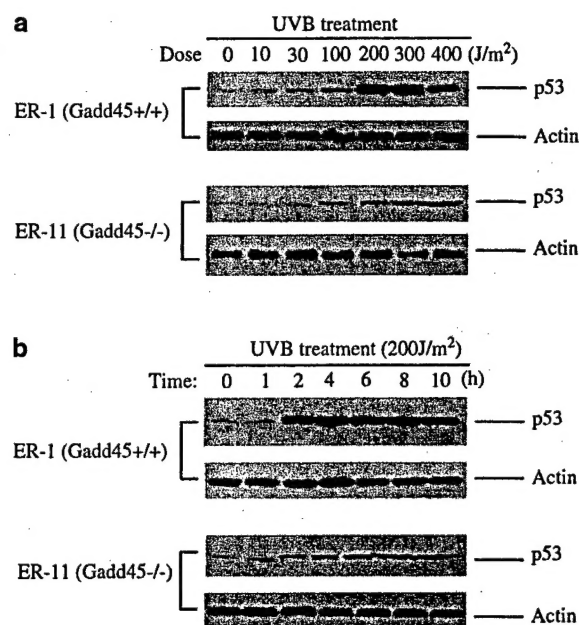 a
UVB treatment
Dose 0 10 30 100 200 300 400 (J/m²)
ER-1 (Gadd45+/+)
p53
Actin
ER-11 (Gadd45-/-)
p53
Actin
b
UVB treatment (200J/m²)
Time: 0 1 2 4 6 8 10 (h)
ER-1 (Gadd45+/+)
p53
Actin
ER-11 (Gadd45-/-)
p53
Actin